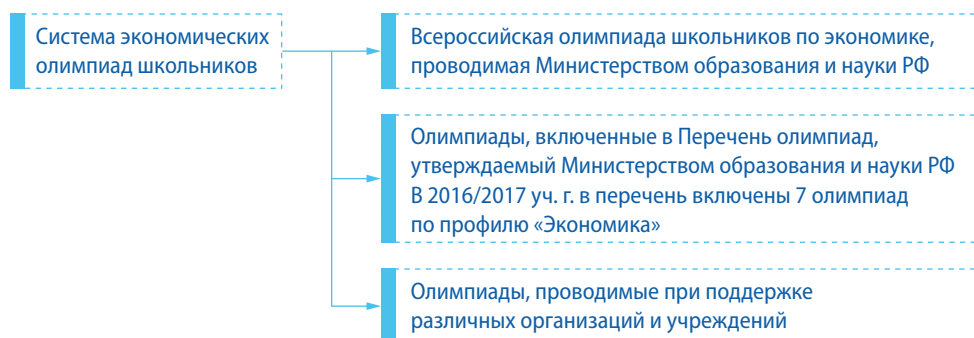 Система экономических
олимпиад школьников
Всероссийская олимпиада школьников по экономике,
проводимая Министерством образования и науки РФ
Олимпиады, включенные в Перечень олимпиад,
утверждаемый Министерством образования и науки РФ
В 2016/2017 уч. г. в перечень включены 7 олимпиад
по профилю «Экономика»
Олимпиады, проводимые при поддержке
различных организаций и учреждений